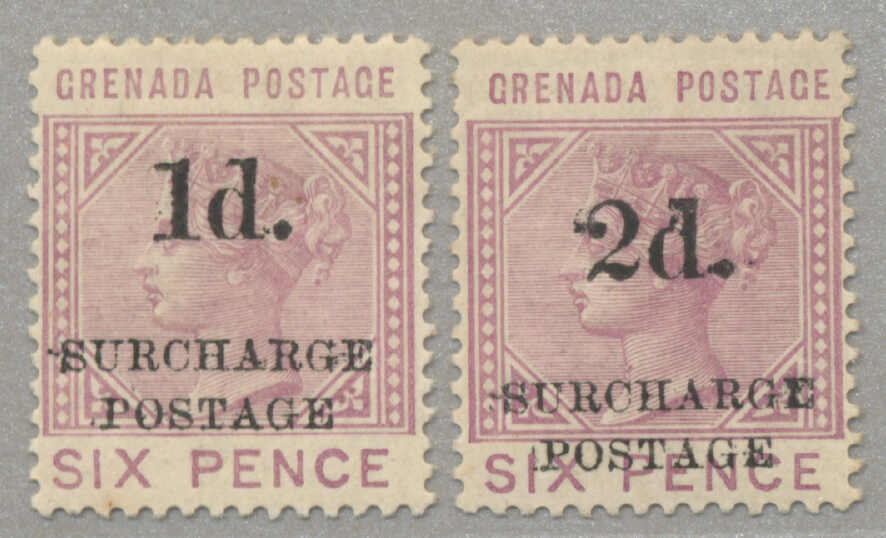 GRENADA POSTAGE
1d.
SURCHARGE
POSTAGE
SIX PENCE
GRENADA POSTAGE
2d.
SURCHARGE
POSTAGE
SIX PENCE